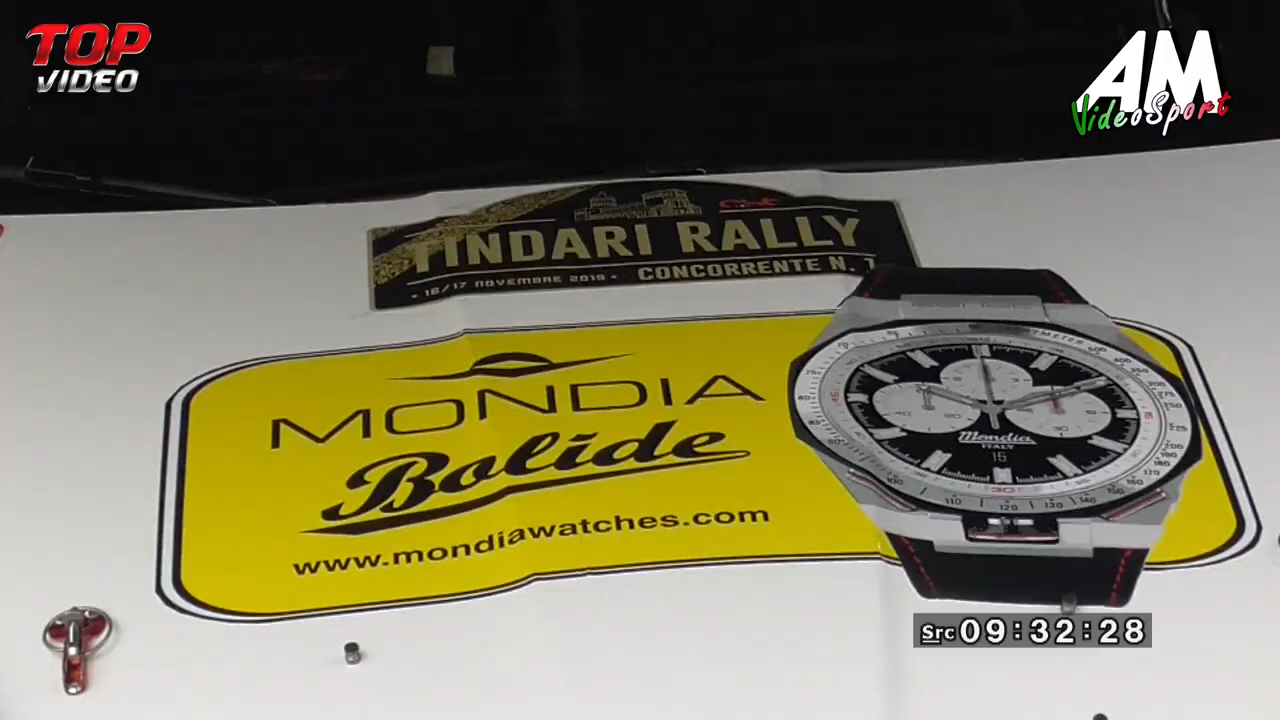 TOP
VIDEO
AM
VideoSport
TINDARI RALLY
• 16/17 NOVEMBRE 2019 • CONCORRENTE N. 1
MONDIA
Bolide
www.mondiawatches.com
Mondia
ITALY
15
Src 09:32:28